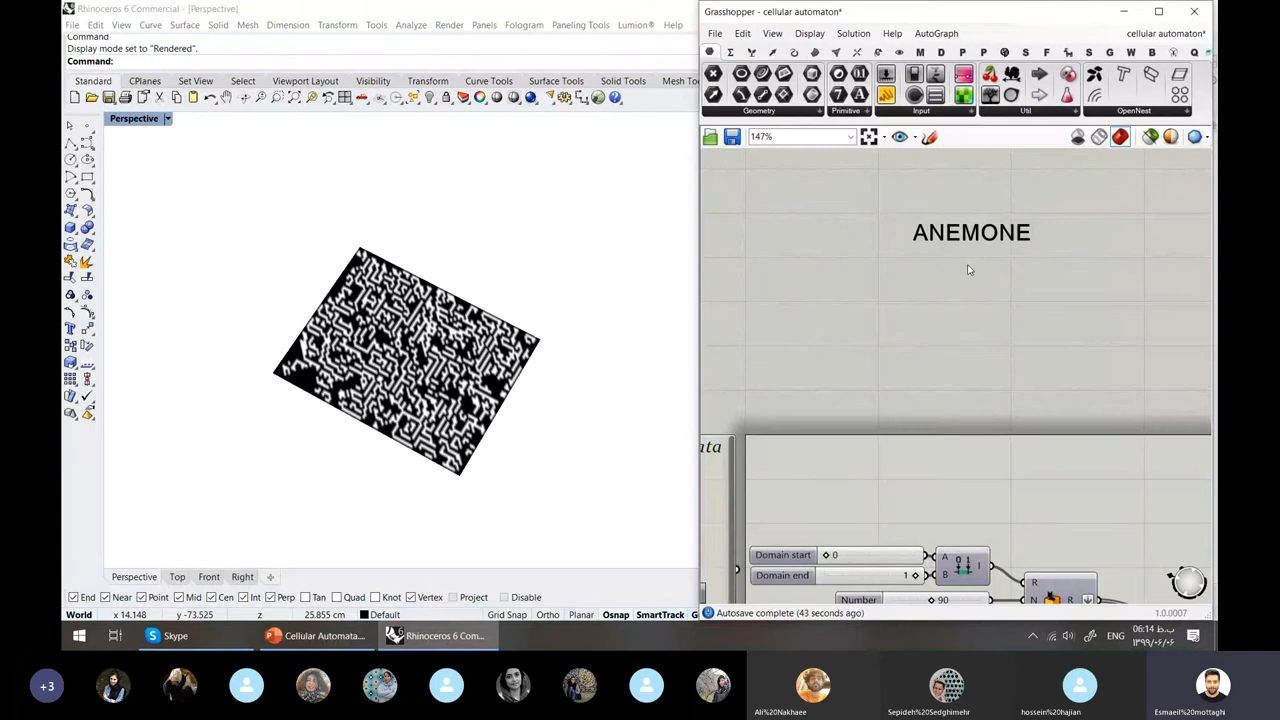 Rhinoceros 6 Commercial - [Perspective]
File Edit View Curve Surface Solid Mesh Dimension Transform Tools Analyze Render Panels Fologram Paneling Tools Lumion® Help
Command
Display mode set to "Rendered".
Command:
Standard CPlanes Set View Select Viewport Layout Visibility Transform Curve Tools Surface Tools Solid Tools Mesh Too
Perspective
Perspective Top Front Right
End Near Point Mid Cen Int Perp Tan Quad Knot Vertex Project Disable
World x 14.148 y -73.525 z 25.855 cm Default Grid Snap Ortho Planar Osnap SmartTrack
Grasshopper - cellular automaton*
File Edit View Display Solution Help AutoGraph cellular automaton*
M D P P S F S G W B Q
Geometry Primitive Input Util OpenNest
147%
ANEMONE
ata
Domain start 0
Domain end 1
A
B
I
Number 90
R
N
R
Autosave complete (43 seconds ago) 1.0.0007
Skype Cellular Automata... Rhinoceros 6 Com...
ENG
06:14 ب.ظ
۱۳۹۹/۰۶/۰۶
+3
Ali%20Nakhaee
Sepideh%20Sedghimehr
hossein%20hajian
Esmaeil%20mottaghi